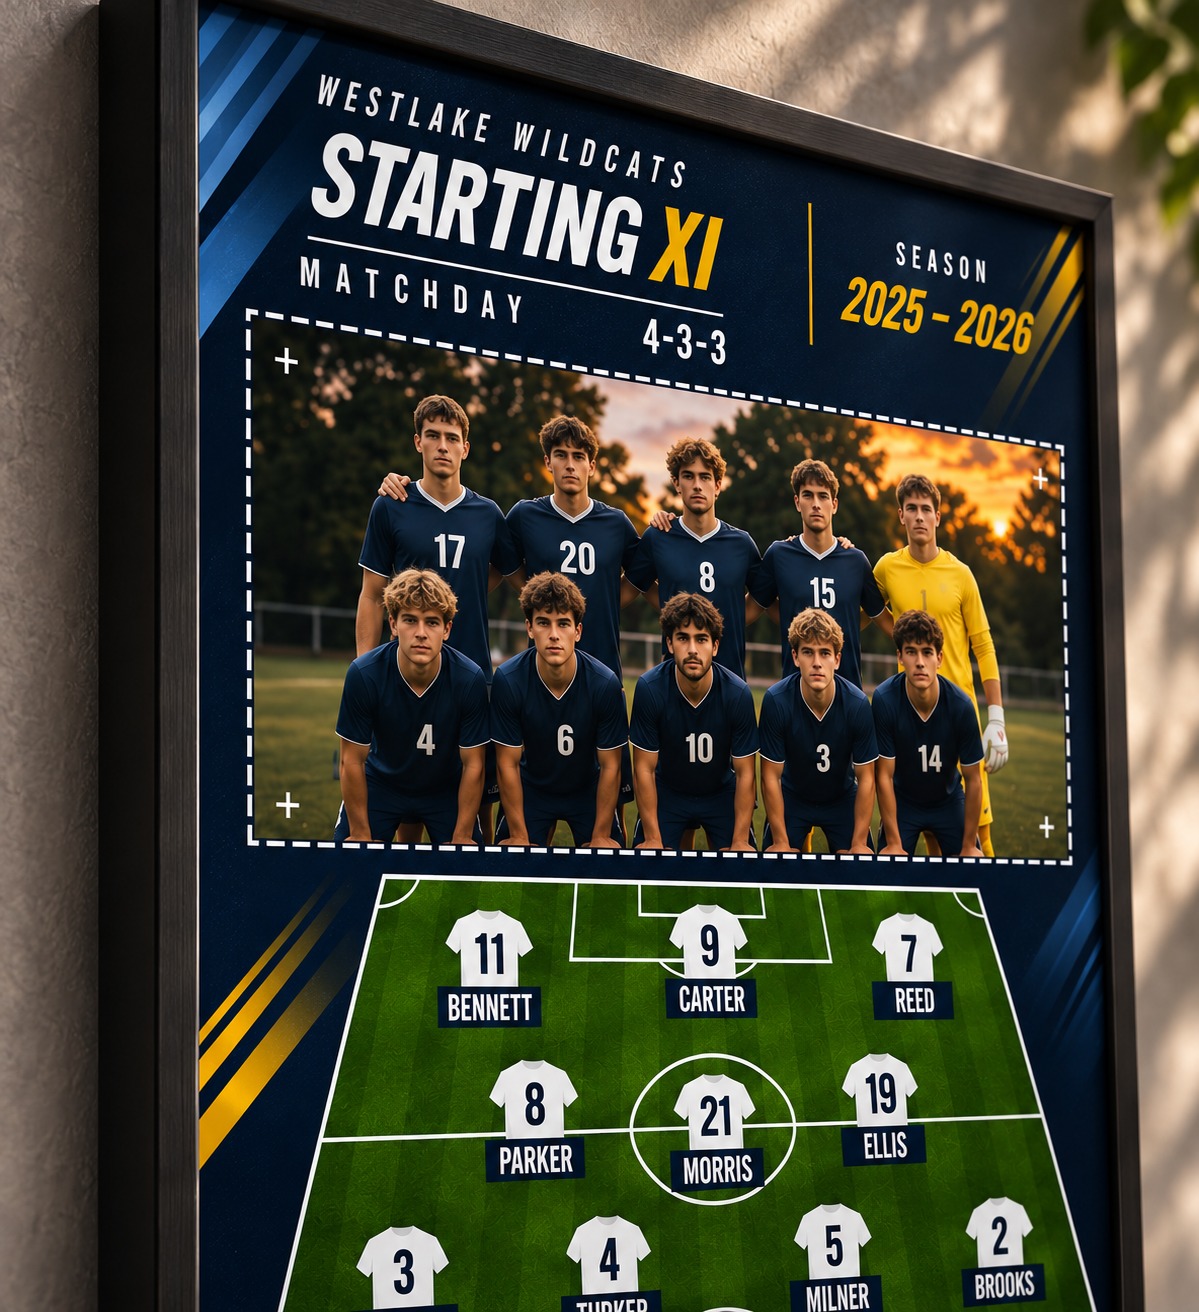 WESTLAKE WILDCATS
STARTING XI
MATCHDAY
4-3-3
SEASON
2025 – 2026
17
20
8
15
1
4
6
10
3
14
11
9
7
BENNETT
CARTER
REED
8
21
19
PARKER
MORRIS
ELLIS
3
4
5
2
TURKER
MILNER
BROOKS